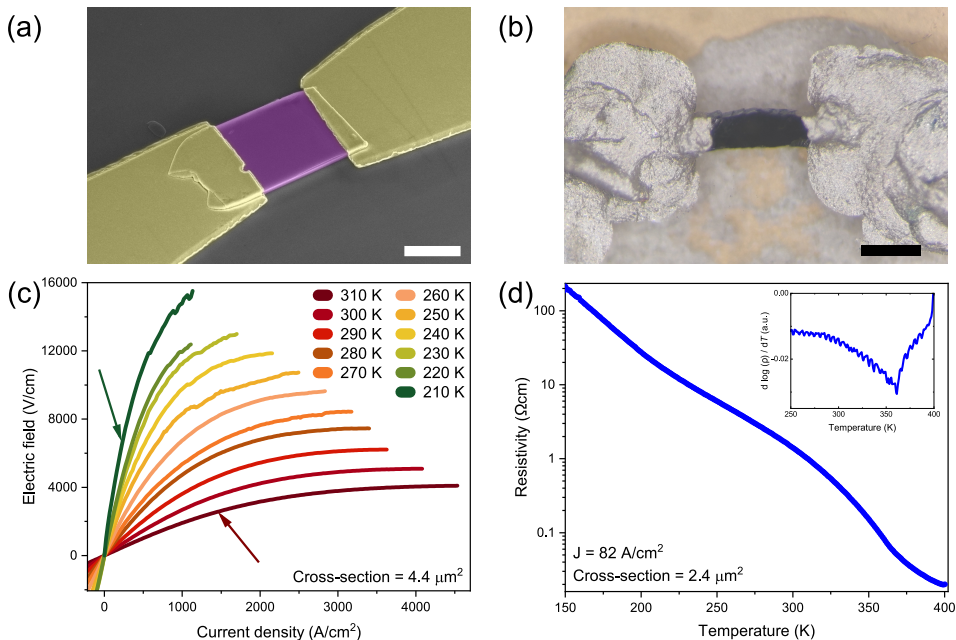 (a)
(b)
(c)
16000
12000
8000
4000
0
Electric field (V/cm)
310 K
300 K
290 K
280 K
270 K
260 K
250 K
240 K
230 K
220 K
210 K
Cross-section = 4.4 μm²
0
1000
2000
3000
4000
Current density (A/cm²)
(d)
100
10
1
0.1
Resistivity (Ωcm)
J = 82 A/cm²
Cross-section = 2.4 μm²
150
200
250
300
350
400
Temperature (K)
0.00
-0.02
d log (ρ) / dT (a.u.)
250
300
350
400
Temperature (K)